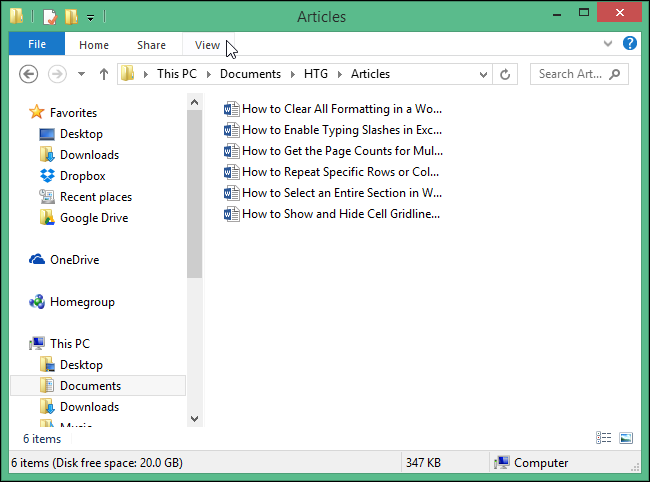 Articles
File Home Share View
This PC Documents HTG Articles Search Art...
Favorites
Desktop
Downloads
Dropbox
Recent places
Google Drive
OneDrive
Homegroup
This PC
Desktop
Documents
Downloads
Music
How to Clear All Formatting in a Wo...
How to Enable Typing Slashes in Exc...
How to Get the Page Counts for Mul...
How to Repeat Specific Rows or Col...
How to Select an Entire Section in W...
How to Show and Hide Cell Gridline...
6 items
6 items (Disk free space: 20.0 GB) 347 KB Computer